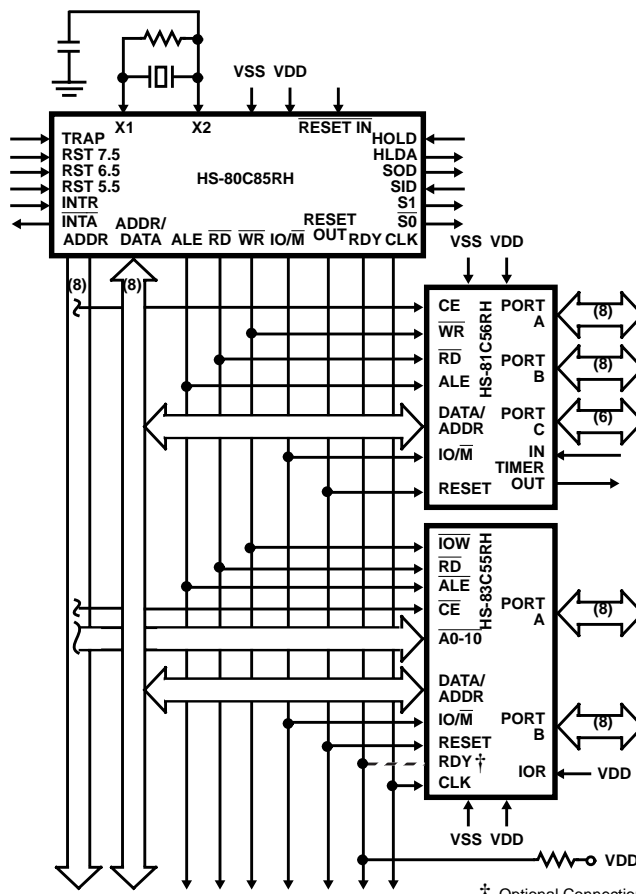 VSS VDD
X1 X2 RESET IN
TRAP
RST 7.5
RST 6.5
RST 5.5
INTR
INTA
HS-80C85RH
HOLD
HLDA
SOD
SID
S1
S0
ADDR
ADDR/
DATA
ALE RD WR IO/M
RESET
OUT
RDY CLK
(8) (8)
VSS VDD
CE
WR
RD
ALE
DATA/
ADDR
IO/M
RESET
HS-81C56RH
PORT
A
PORT
B
PORT
C
IN
TIMER
OUT
(8)
(8)
(6)
IOW
RD
ALE
CE
A0-10
DATA/
ADDR
IO/M
RESET
RDY †
CLK
HS-83C55RH
PORT
A
PORT
B
IOR
(8)
(8)
VDD
VSS VDD
VDD
† Optional Connection